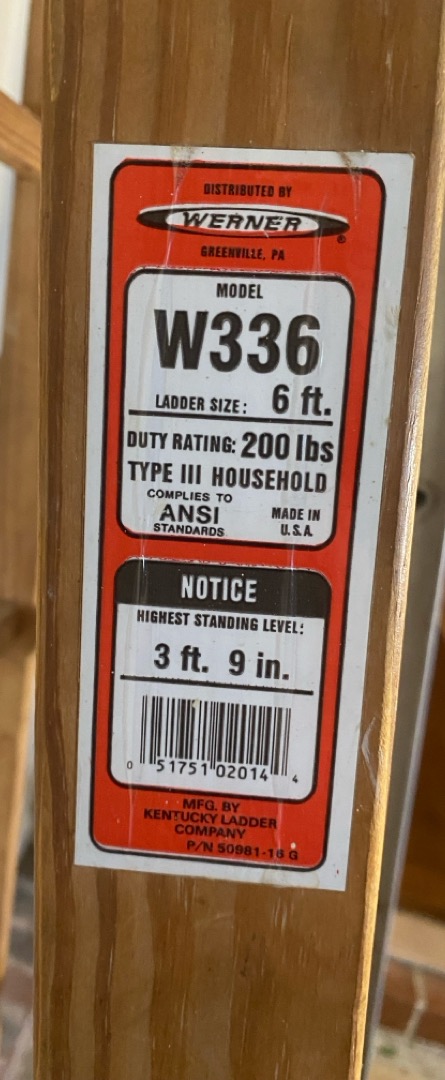 DISTRIBUTED BY
WERNER®
GREENVILLE, PA
MODEL
W336
LADDER SIZE: 6 ft.
DUTY RATING: 200 lbs
TYPE III HOUSEHOLD
COMPLIES TO
ANSI
STANDARDS
MADE IN
U.S.A.
NOTICE
HIGHEST STANDING LEVEL:
3 ft. 9 in.
0 51751 02014 4
MFG. BY
KENTUCKY LADDER
COMPANY
P/N 50981-16 G